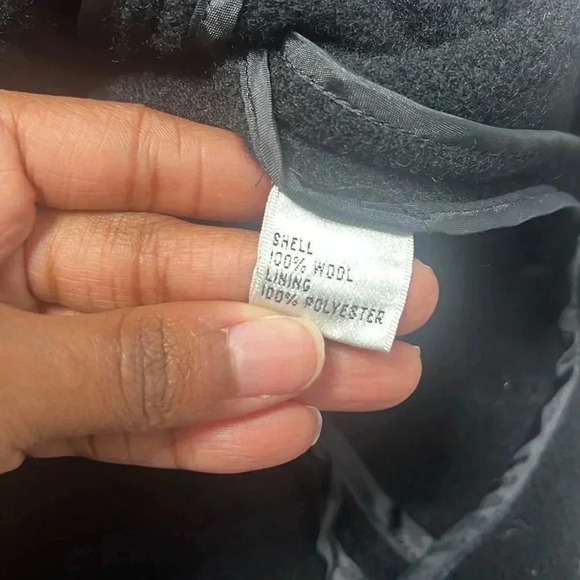 SHELL
100% WOOL
LINING
100% POLYESTER